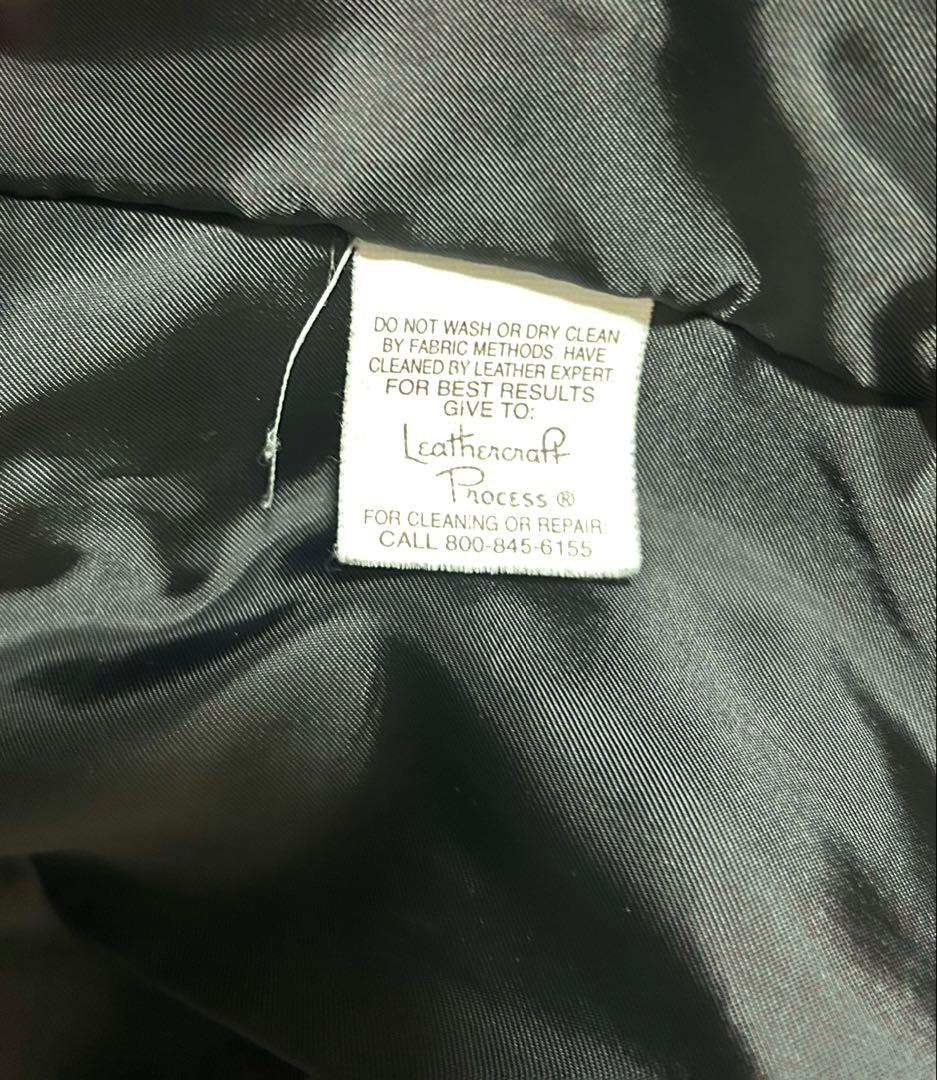 DO NOT WASH OR DRY CLEAN
BY FABRIC METHODS. HAVE
CLEANED BY LEATHER EXPERT.
FOR BEST RESULTS
GIVE TO:
Leathercraft
Process ®
FOR CLEANING OR REPAIR
CALL 800-845-6155